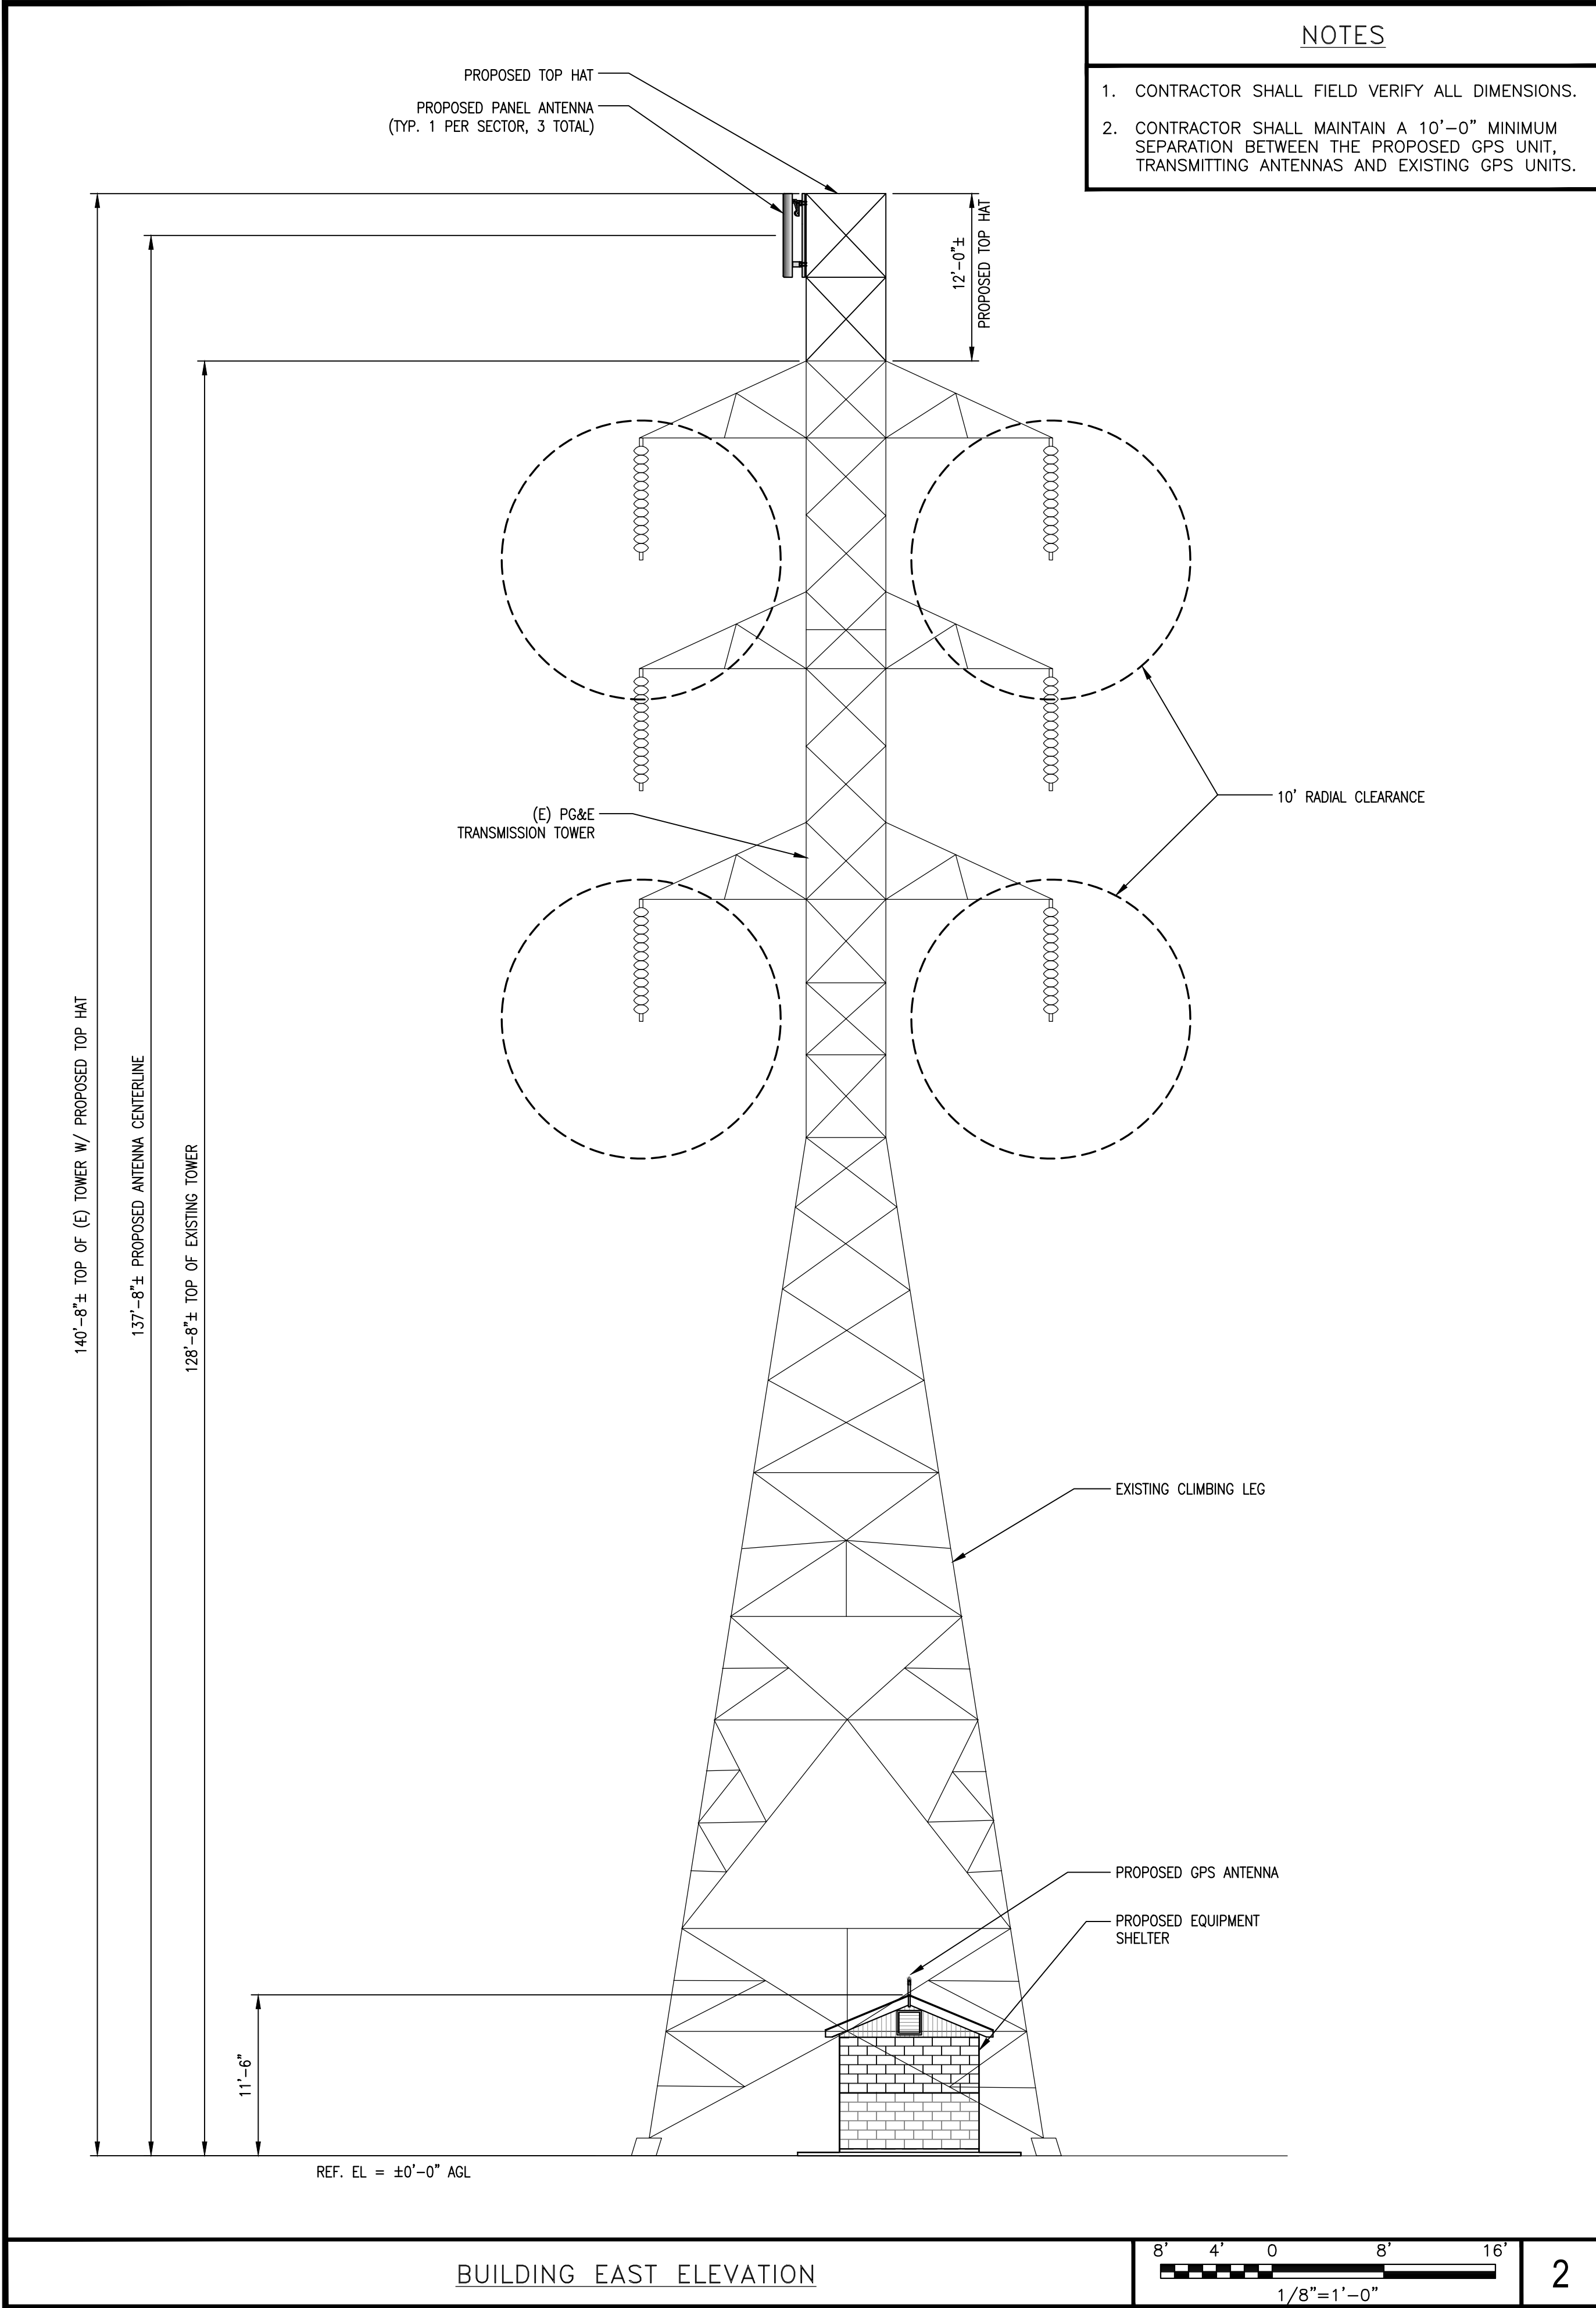 NOTES
1. CONTRACTOR SHALL FIELD VERIFY ALL DIMENSIONS.
2. CONTRACTOR SHALL MAINTAIN A 10'-0" MINIMUM
SEPARATION BETWEEN THE PROPOSED GPS UNIT,
TRANSMITTING ANTENNAS AND EXISTING GPS UNITS.
PROPOSED TOP HAT
PROPOSED PANEL ANTENNA
(TYP. 1 PER SECTOR, 3 TOTAL)
12'-0"±
PROPOSED TOP HAT
10' RADIAL CLEARANCE
(E) PG&E
TRANSMISSION TOWER
140'-8"± TOP OF (E) TOWER W/ PROPOSED TOP HAT
137'-8"± PROPOSED ANTENNA CENTERLINE
128'-8"± TOP OF EXISTING TOWER
EXISTING CLIMBING LEG
PROPOSED GPS ANTENNA
PROPOSED EQUIPMENT
SHELTER
11'-6"
REF. EL = ±0'-0" AGL
BUILDING EAST ELEVATION
8' 4' 0 8' 16'
1/8"=1'-0"
2